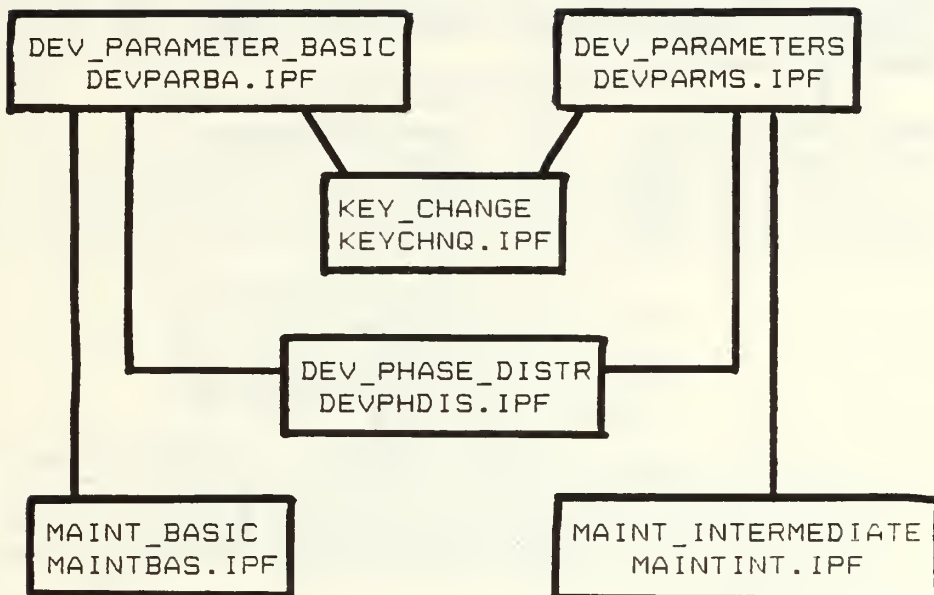 DEV_PARAMETER_BASIC
DEVPARBA.IPF
DEV_PARAMETERS
DEVPARMS.IPF
KEY_CHANGE
KEYCHNQ.IPF
DEV_PHASE_DISTR
DEVPHDIS.IPF
MAINT_BASIC
MAINTBAS.IPF
MAINT_INTERMEDIATE
MAINTINT.IPF